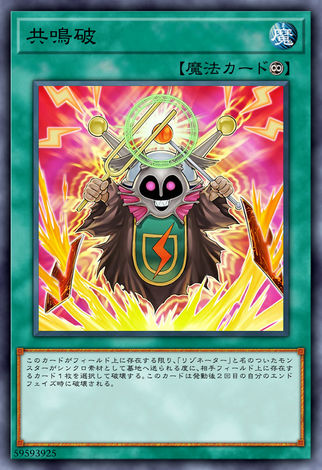 共鳴破
魔
【魔法カード∞】
このカードがフィールド上に存在する限り、「リゾネーター」と名のついたモン
スターがシンクロ素材として墓地へ送られる度に、相手フィールド上に存在す
るカード1枚を選択して破壊する。このカードは発動後2回目の自分のエンド
フェイズ時に破壊される。
59593925